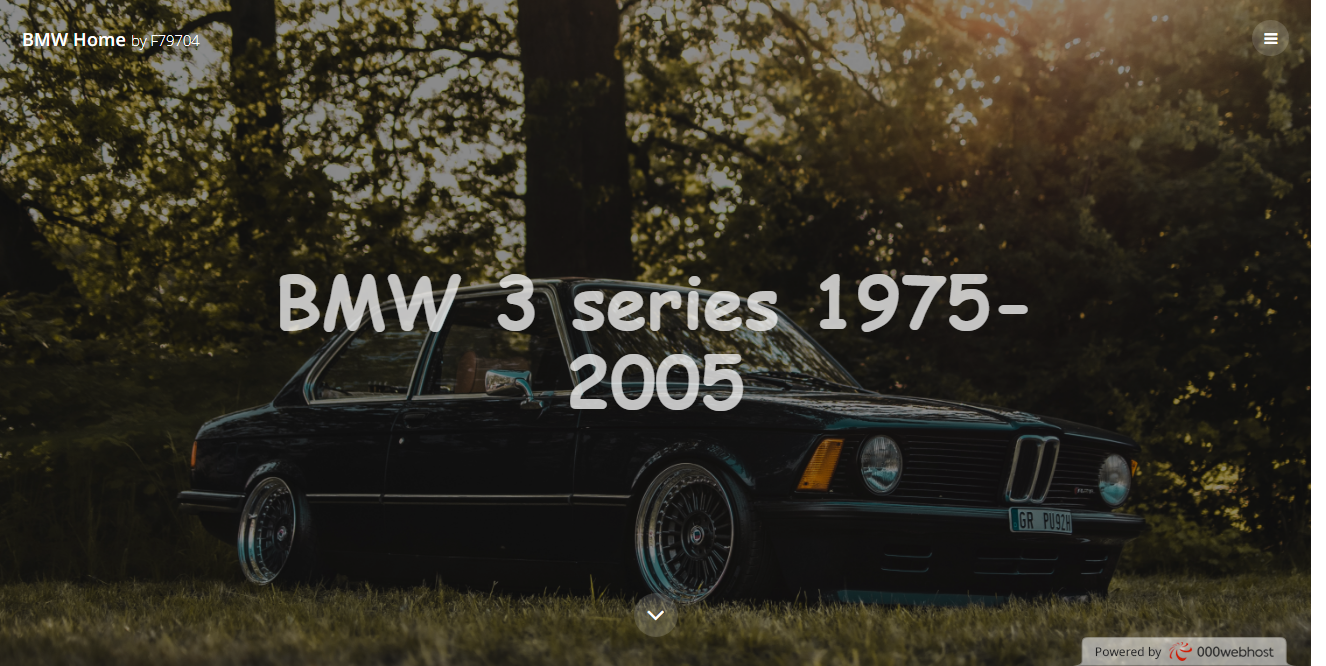 BMW Home by F79704
BMW 3 series 1975-
2005
GR PU92H
Powered by 000webhost